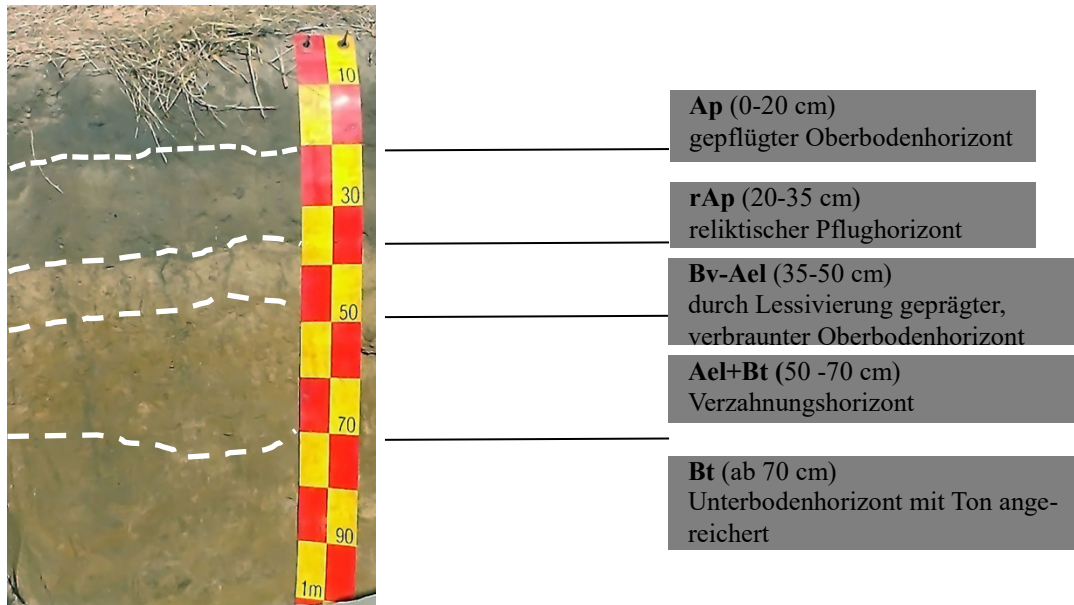 10
30
50
70
90
1m
Ap (0-20 cm)
gepflügter Oberbodenhorizont
rAp (20-35 cm)
reliktischer Pflughorizont
Bv-Ael (35-50 cm)
durch Lessivierung geprägter,
verbraunter Oberbodenhorizont
Ael+Bt (50 -70 cm)
Verzahnungshorizont
Bt (ab 70 cm)
Unterbodenhorizont mit Ton ange-
reichert